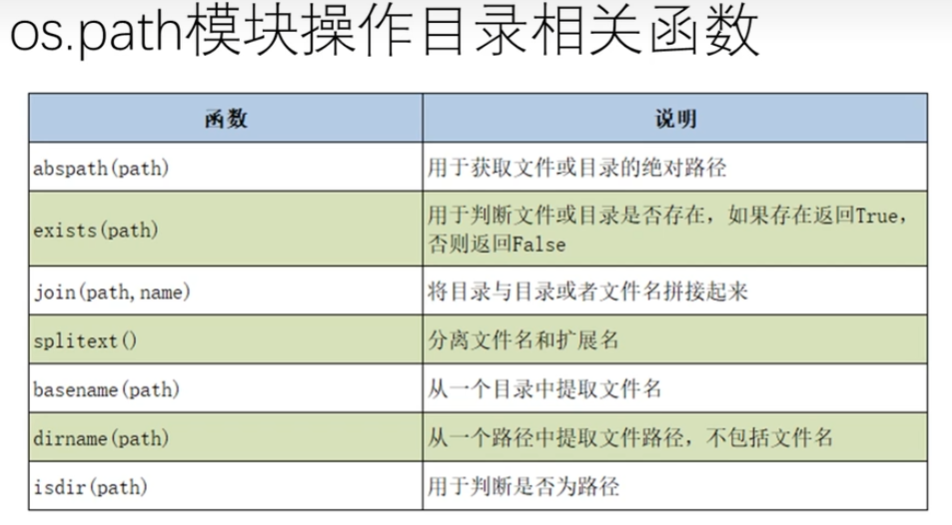 os.path模块操作目录相关函数
函数 说明
abspath(path) 用于获取文件或目录的绝对路径
exists(path) 用于判断文件或目录是否存在，如果存在返回True，
否则返回False
join(path,name) 将目录与目录或者文件名拼接起来
splitext() 分离文件名和扩展名
basename(path) 从一个目录中提取文件名
dirname(path) 从一个路径中提取文件路径，不包括文件名
isdir(path) 用于判断是否为路径